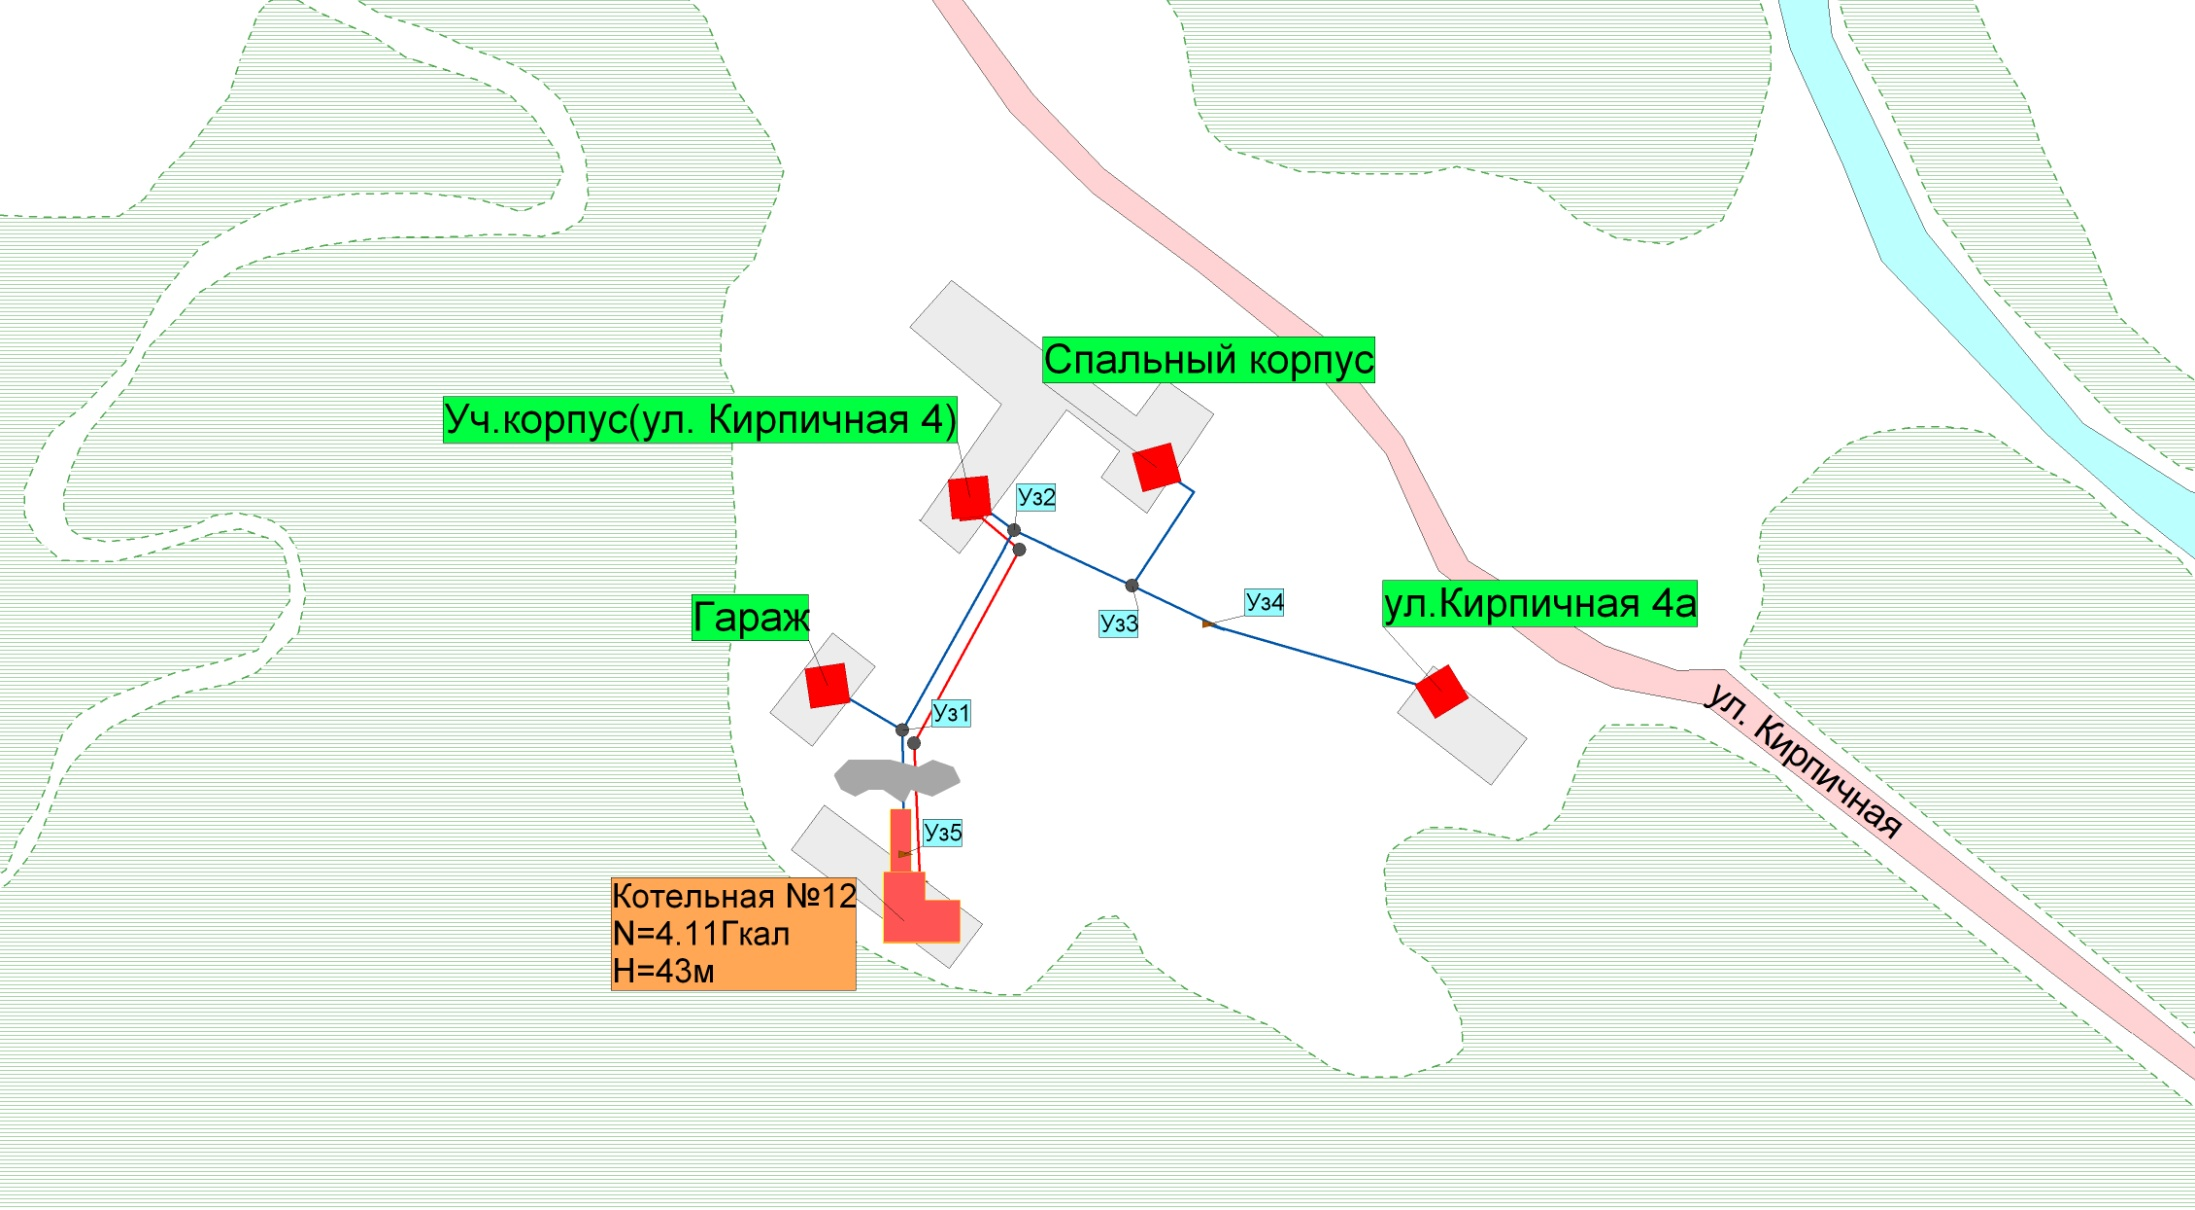 Спальный корпус
Уч.корпус(ул. Кирпичная 4)
Уз2
Гараж
Уз3
Уз4
ул.Кирпичная 4а
Уз1
ул. Кирпичная
Уз5
Котельная №12
N=4.11Гкал
H=43м